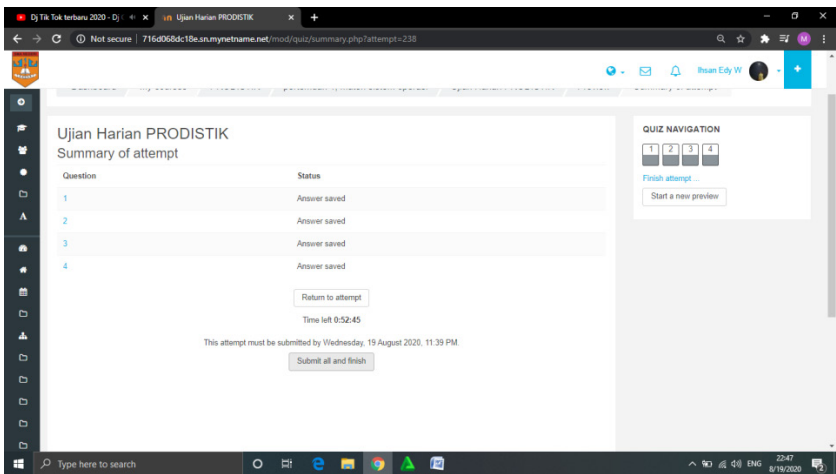 Dj Tik Tok terbaru 2020 - Dj
Ujian Harian PRODISTIK
Not secure | 716d068dc18e.sn.mynetname.net/mod/quiz/summary.php?attempt=238
M
Ihsan Edy W
Ujian Harian PRODISTIK
Summary of attempt
Question Status
1 Answer saved
2 Answer saved
3 Answer saved
4 Answer saved
Return to attempt
Time left 0:52:45
This attempt must be submitted by Wednesday, 19 August 2020, 11:39 PM.
Submit all and finish
QUIZ NAVIGATION
1 2 3 4
Finish attempt...
Start a new preview
Type here to search
ENG
22:47
8/19/2020